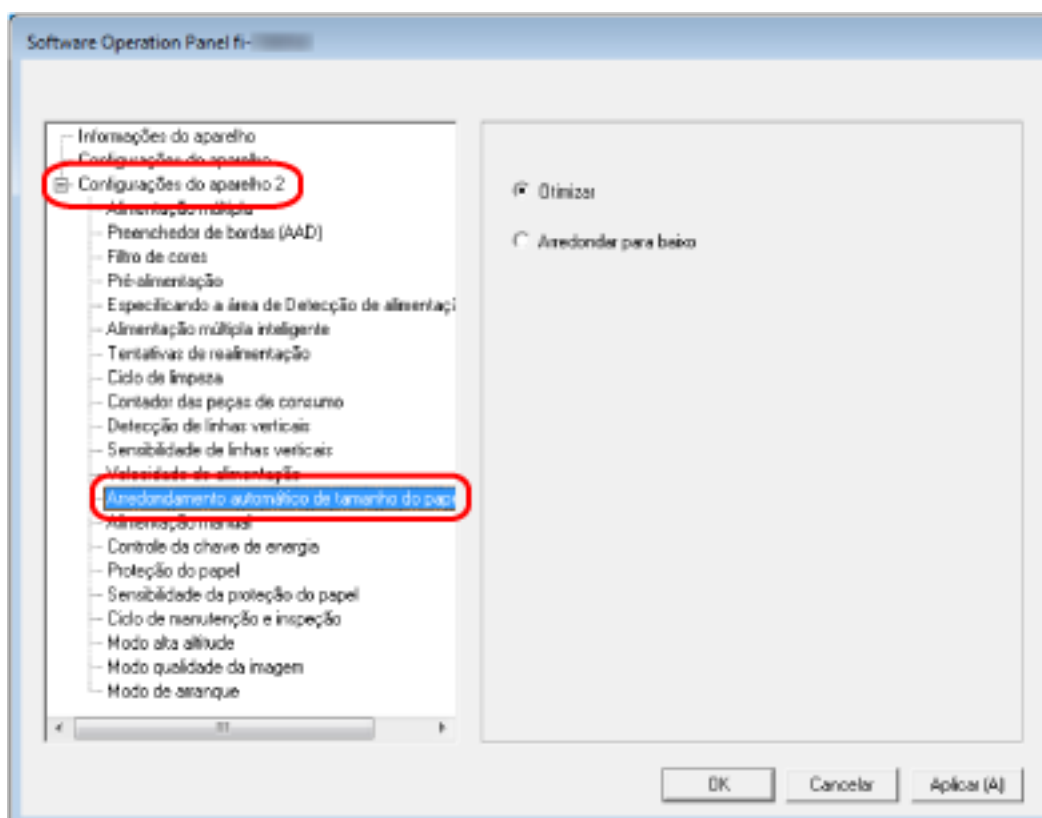 Software Operation Panel fi-
Informações do aparelho
Configurações do aparelho
Configurações do aparelho 2
Alimentação múltipla
Preenchedor de bordas (AAD)
Filtro de cores
Pré-alimentação
Especificando a área de Detecção de alimentaçã
Alimentação múltipla inteligente
Tentativas de realimentação
Ciclo de limpeza
Contador das peças de consumo
Detecção de linhas verticais
Sensibilidade de linhas verticais
Velocidade de alimentação
Arredondamento automático de tamanho do pape
Alimentação manual
Controle da chave de energia
Proteção do papel
Sensibilidade da proteção do papel
Ciclo de manutenção e inspeção
Modo alta altitude
Modo qualidade da imagem
Modo de arranque
Otimizar
Arredondar para baixo
OK
Cancelar
Aplicar (A)